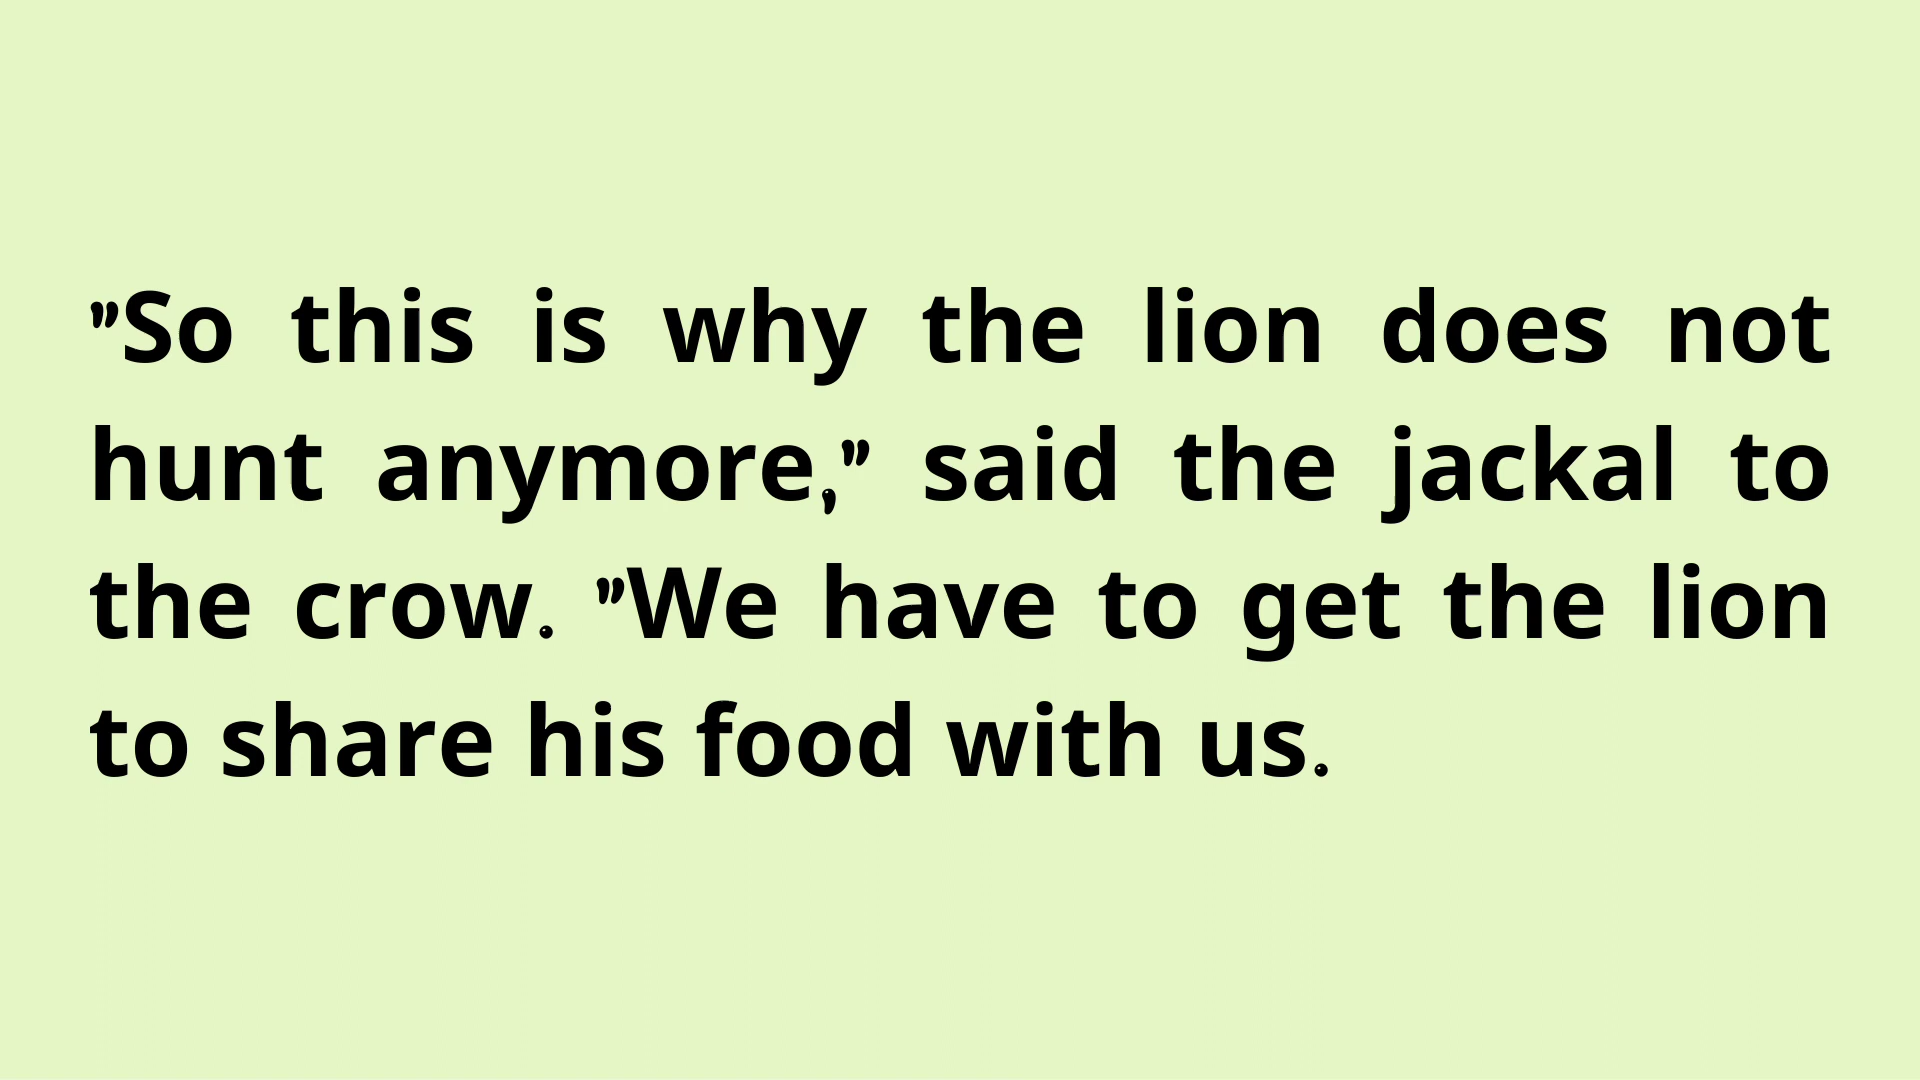 "So this is why the lion does not
hunt anymore," said the jackal to
the crow. "We have to get the lion
to share his food with us.